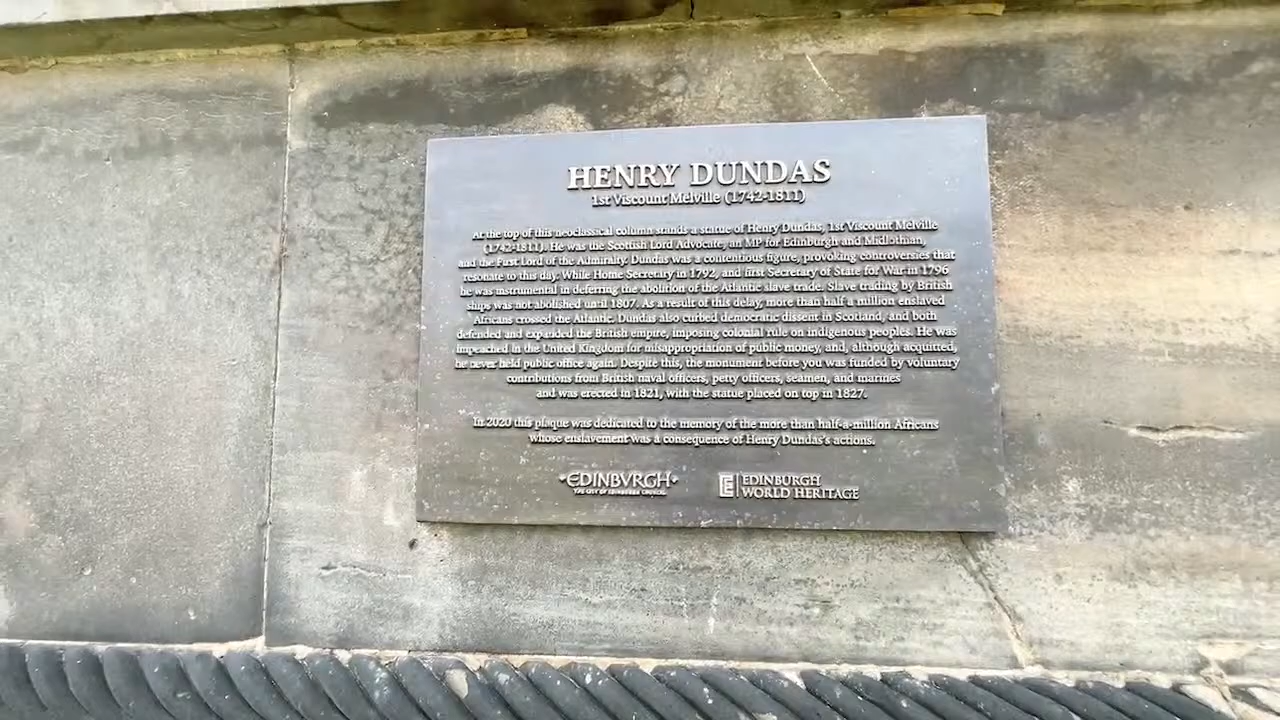 HENRY DUNDAS
1st Viscount Melville (1742-1811)
At the top of this neoclassical column stands a statue of Henry Dundas, 1st Viscount Melville
(1742-1811). He was the Scottish Lord Advocate, an MP for Edinburgh and Midlothian,
and the First Lord of the Admiralty. Dundas was a contentious figure, provoking controversies that
resonate to this day. While Home Secretary in 1792, and first Secretary of State for War in 1796
he was instrumental in deferring the abolition of the Atlantic slave trade. Slave trading by British
ships was not abolished until 1807. As a result of this delay, more than half a million enslaved
Africans crossed the Atlantic. Dundas also curbed democratic dissent in Scotland, and both
defended and expanded the British empire, imposing colonial rule on indigenous peoples. He was
impeached in the United Kingdom for misappropriation of public money, and, although acquitted,
he never held public office again. Despite this, the monument before you was funded by voluntary
contributions from British naval officers, petty officers, seamen, and marines
and was erected in 1821, with the statue placed on top in 1827.
In 2020 this plaque was dedicated to the memory of the more than half-a-million Africans
whose enslavement was a consequence of Henry Dundas's actions.
•EDINBVRGH•
THE CITY OF EDINBURGH COUNCIL
EDINBURGH
WORLD HERITAGE